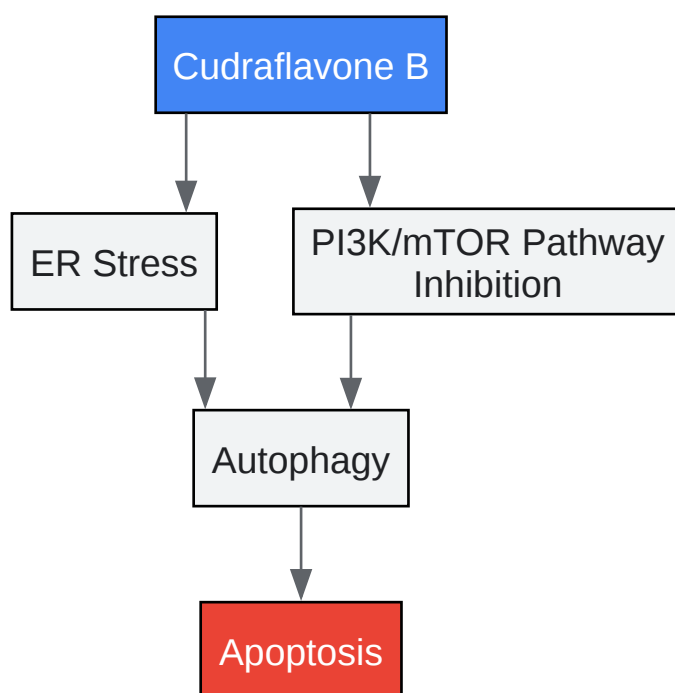 Cudraflavone B
ER Stress
PI3K/mTOR Pathway
Inhibition
Autophagy
Apoptosis